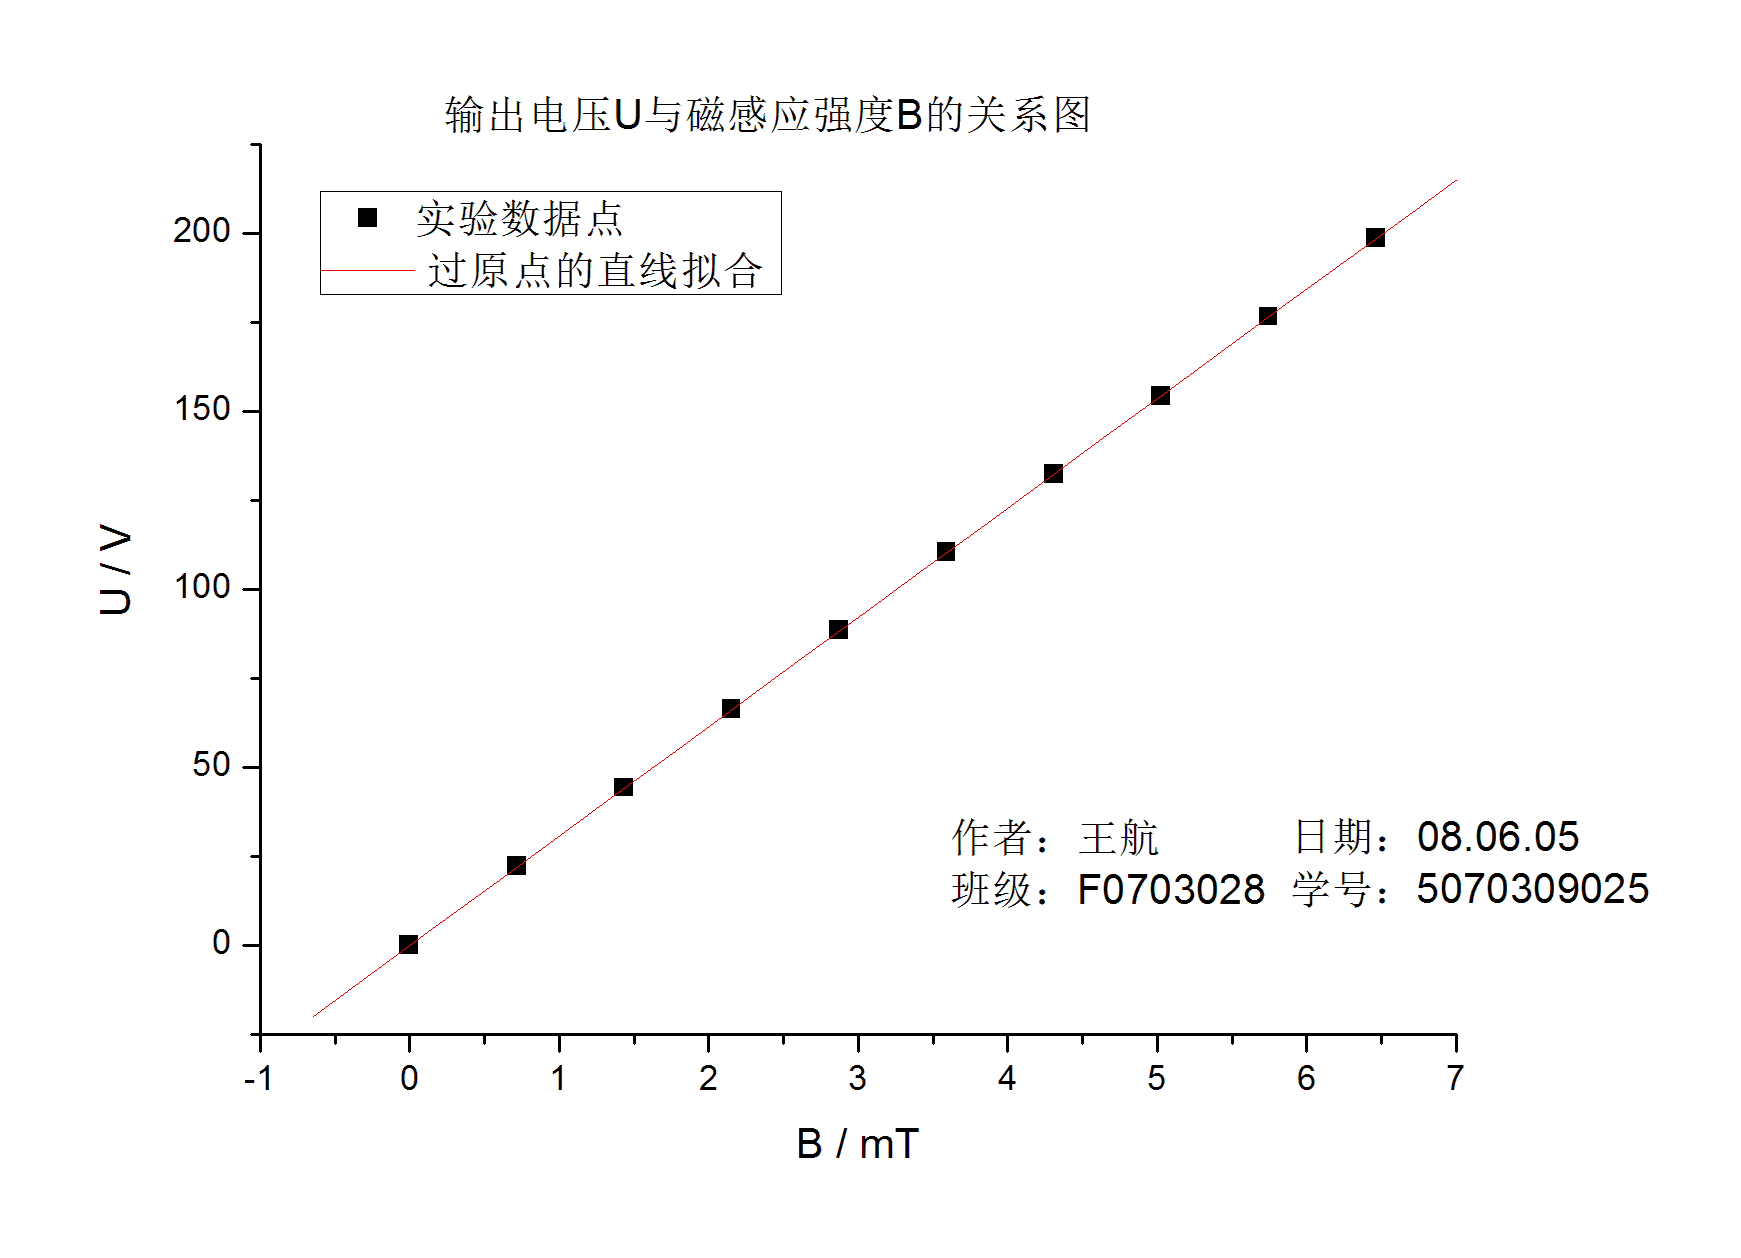 输出电压U与磁感应强度B的关系图
实验数据点
过原点的直线拟合
200
150
100
50
0
U / V
作者：王航 日期：08.06.05
班级：F0703028 学号：5070309025
-1 0 1 2 3 4 5 6 7
B / mT